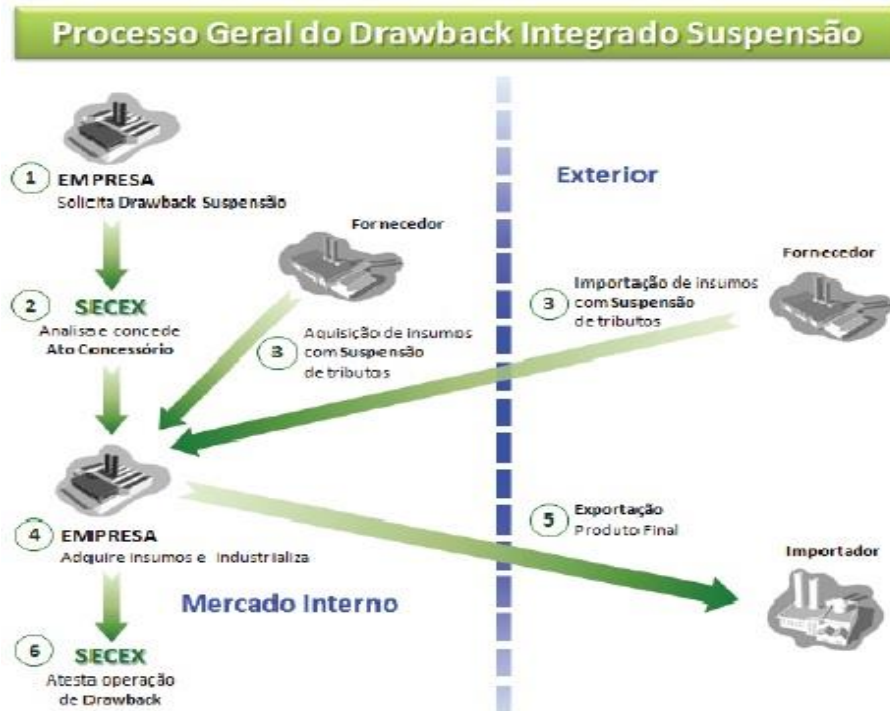 Processo Geral do Drawback Integrado Suspensão
1 EMPRESA
Solicita Drawback Suspensão
2 SECEX
Analisa e concede
Ato Concessório
Fornecedor
3 Aquisição de insumos
com Suspensão
de tributos
Exterior
Fornecedor
3 Importação de insumos
com Suspensão
de tributos
4 EMPRESA
Adquire insumos e industrializa
Mercado Interno
5 Exportação
Produto Final
Importador
6 SECEX
Atesta operação
de Drawback